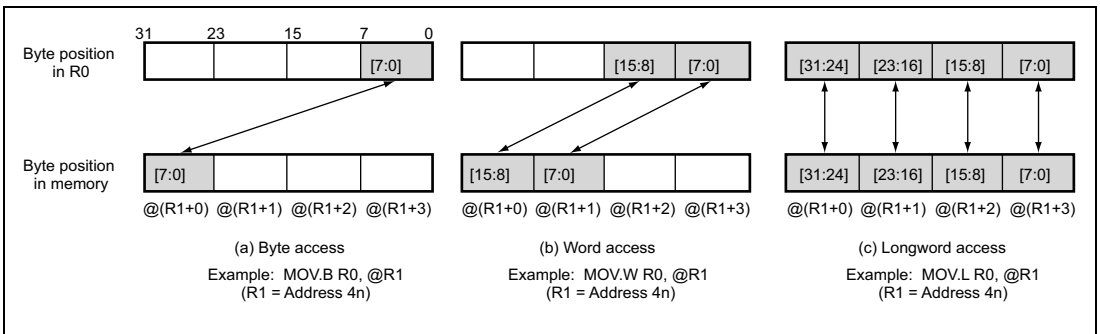 31 23 15 7 0
Byte position
in R0
[7:0] [15:8] [7:0] [31:24] [23:16] [15:8] [7:0]
Byte position
in memory
[7:0] [15:8] [7:0] [31:24] [23:16] [15:8] [7:0]
@(R1+0) @(R1+1) @(R1+2) @(R1+3) @(R1+0) @(R1+1) @(R1+2) @(R1+3) @(R1+0) @(R1+1) @(R1+2) @(R1+3)
(a) Byte access (b) Word access (c) Longword access
Example: MOV.B R0, @R1 Example: MOV.W R0, @R1 Example: MOV.L R0, @R1
(R1 = Address 4n) (R1 = Address 4n) (R1 = Address 4n)